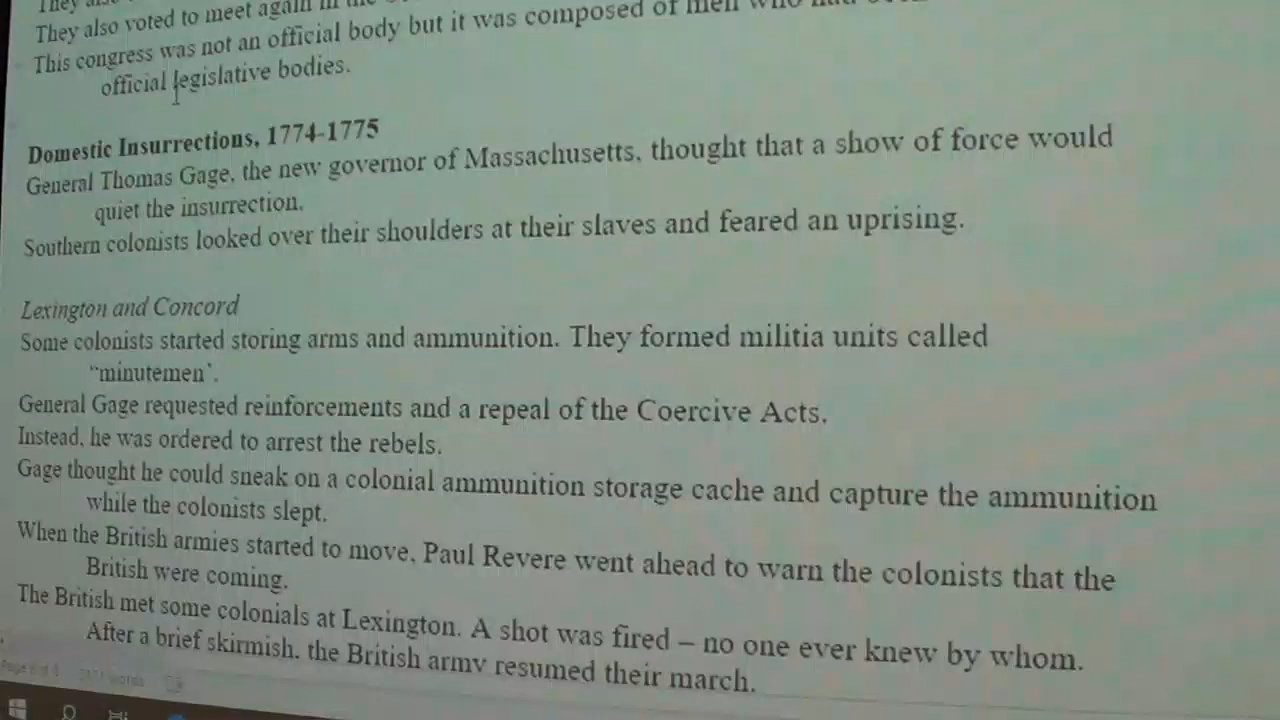 They
They also voted to meet again in the
This congress was not an official body but it was composed of men who had
official legislative bodies.
Domestic Insurrections, 1774-1775
General Thomas Gage, the new governor of Massachusetts, thought that a show of force would
quiet the insurrection.
Southern colonists looked over their shoulders at their slaves and feared an uprising.
Lexington and Concord
Some colonists started storing arms and ammunition. They formed militia units called
"minutemen'.
General Gage requested reinforcements and a repeal of the Coercive Acts.
Instead, he was ordered to arrest the rebels.
Gage thought he could sneak on a colonial ammunition storage cache and capture the ammunition
while the colonists slept.
When the British armies started to move, Paul Revere went ahead to warn the colonists that the
British were coming.
The British met some colonials at Lexington. A shot was fired – no one ever knew by whom.
After a brief skirmish, the British army resumed their march.